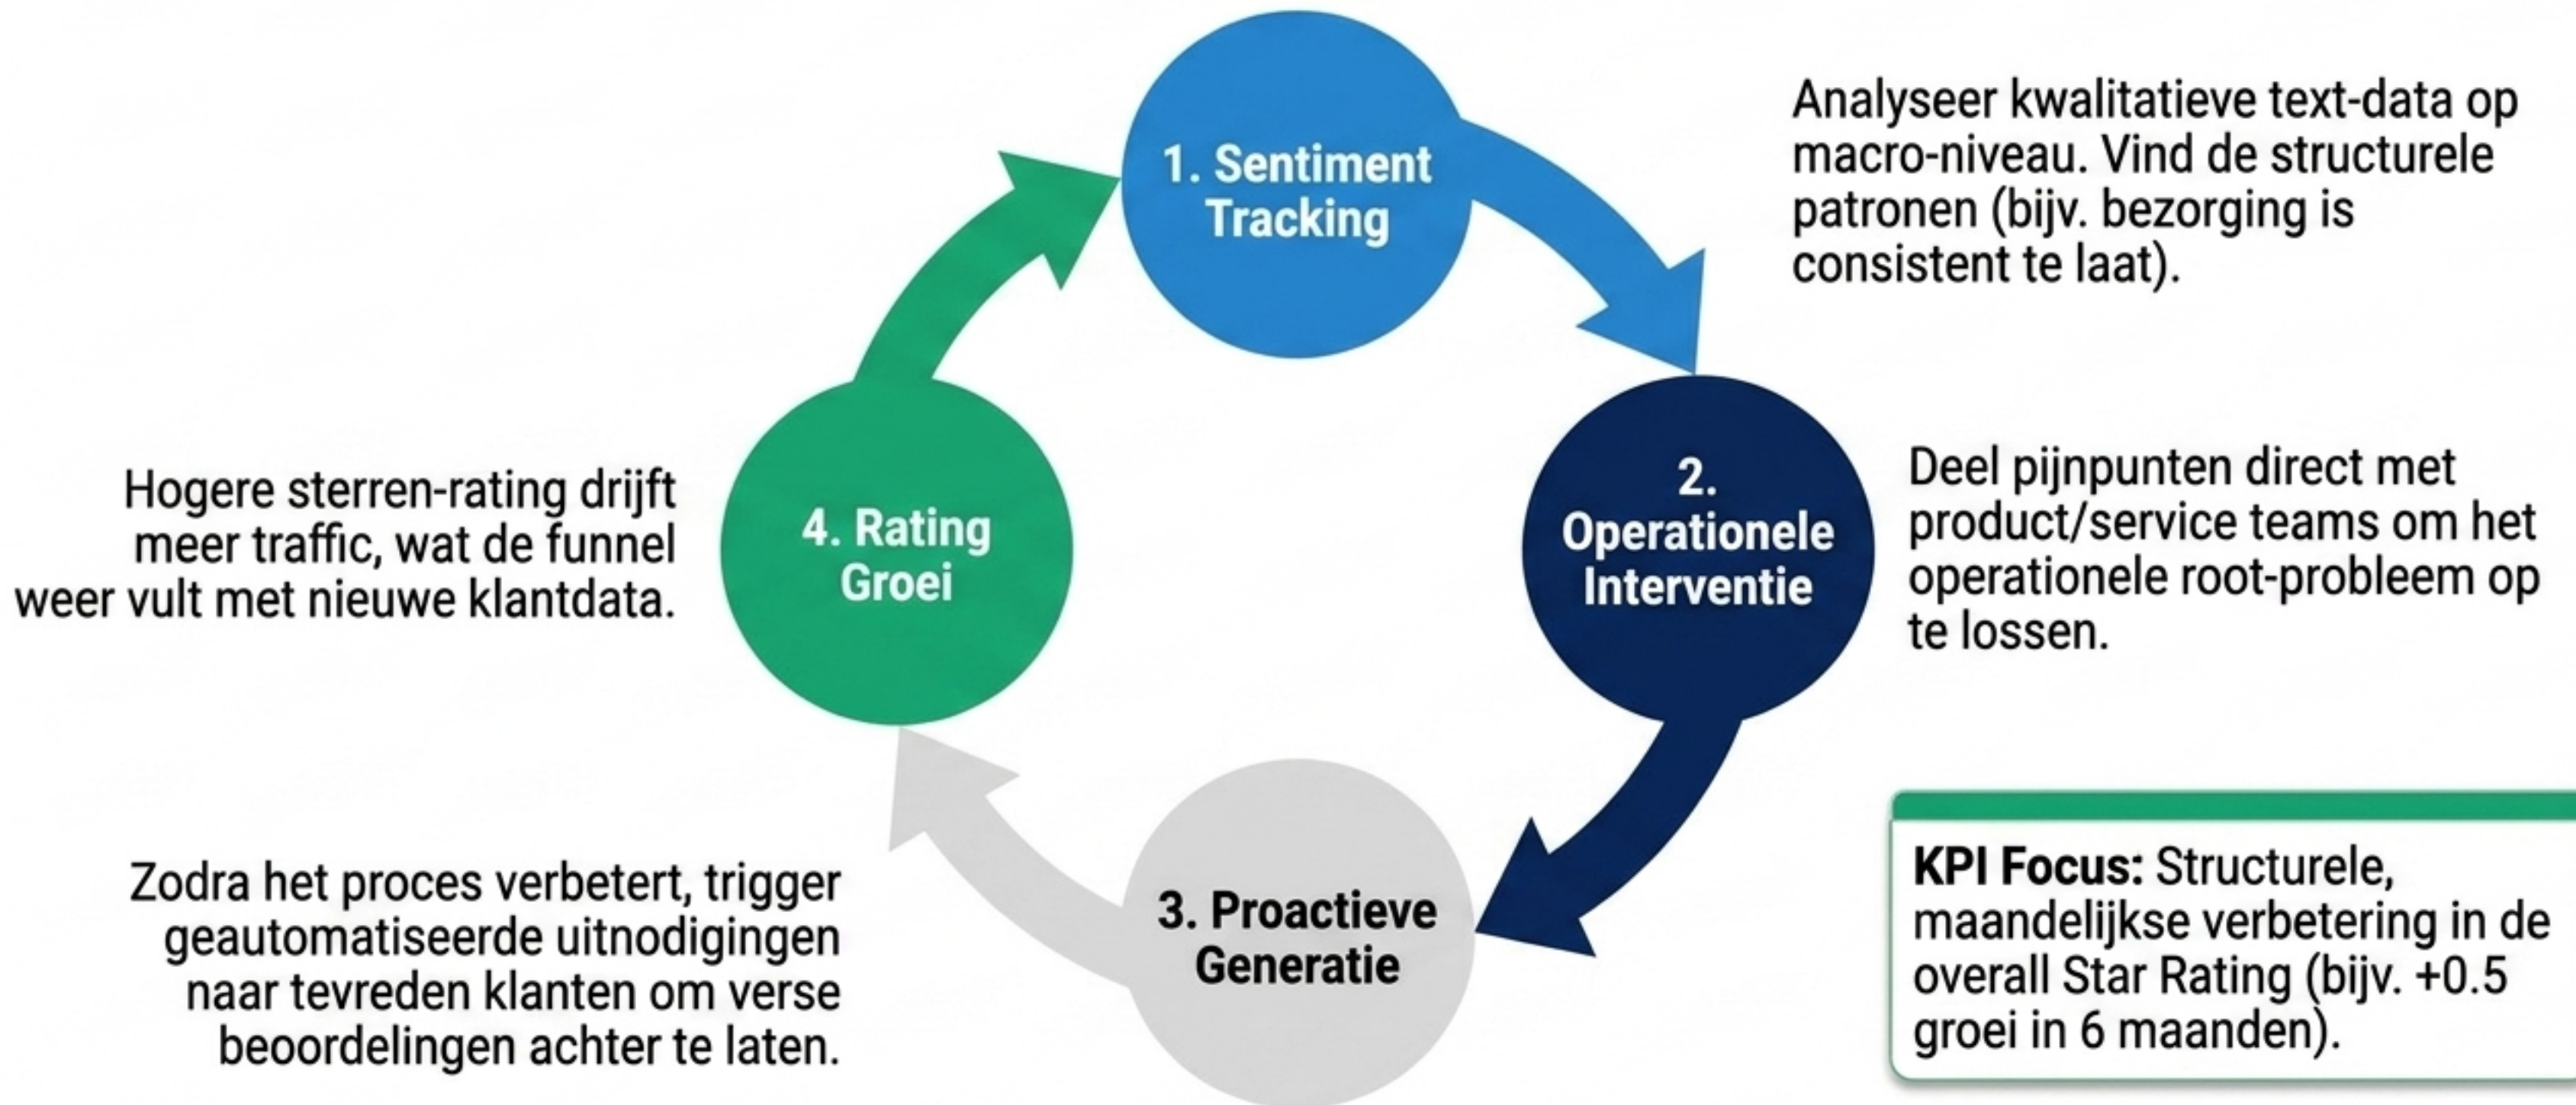 1. Sentiment
Tracking
Analyseer kwalitatieve text-data op
macro-niveau. Vind de structurele
patronen (bijv. bezorging is
consistent te laat).
2.
Operationele
Interventie
Deel pijnpunten direct met
product/service teams om het
operationele root-probleem op
te lossen.
3. Proactieve
Generatie
Zodra het proces verbetert, trigger
geautomatiseerde uitnodigingen
naar tevreden klanten om verse
beoordelingen achter te laten.
4. Rating
Groei
Hogere sterren-rating drijft
meer traffic, wat de funnel
weer vult met nieuwe klantdata.
KPI Focus: Structurele,
maandelijkse verbetering in de
overall Star Rating (bijv. +0.5
groei in 6 maanden).